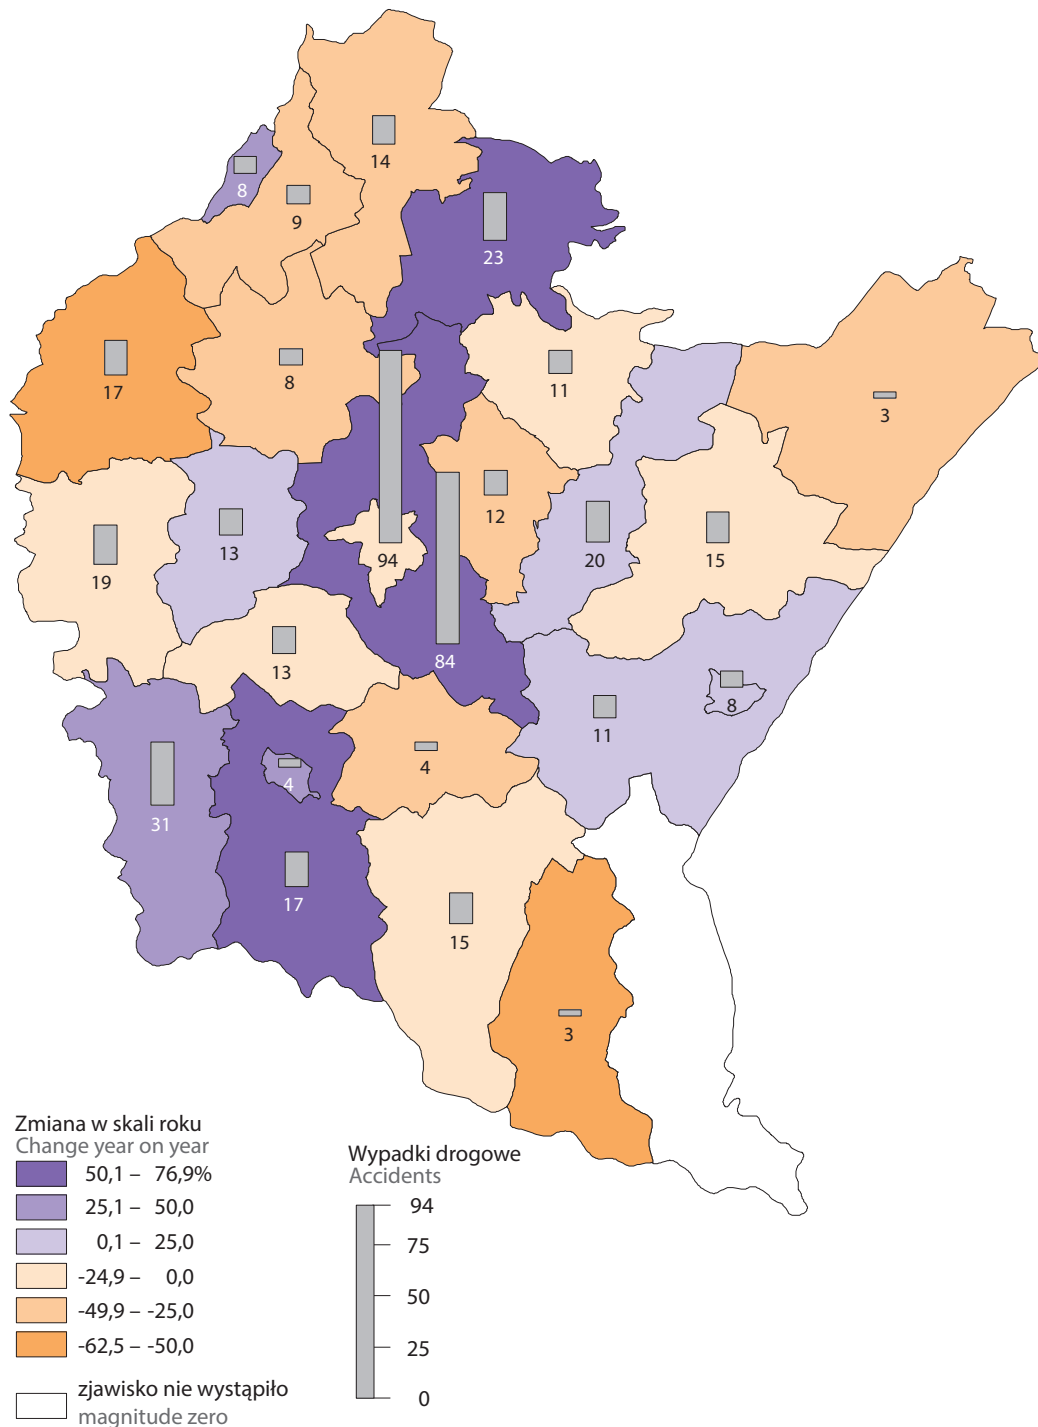 14
8
9
23
17
8
11
3
12
19
13
94
20
15
84
13
11
8
31
4
4
17
15
3
Zmiana w skali roku
Change year on year
50,1 – 76,9%
25,1 – 50,0
0,1 – 25,0
-24,9 – 0,0
-49,9 – -25,0
-62,5 – -50,0
zjawisko nie wystąpiło
magnitude zero
Wypadki drogowe
Accidents
94
75
50
25
0